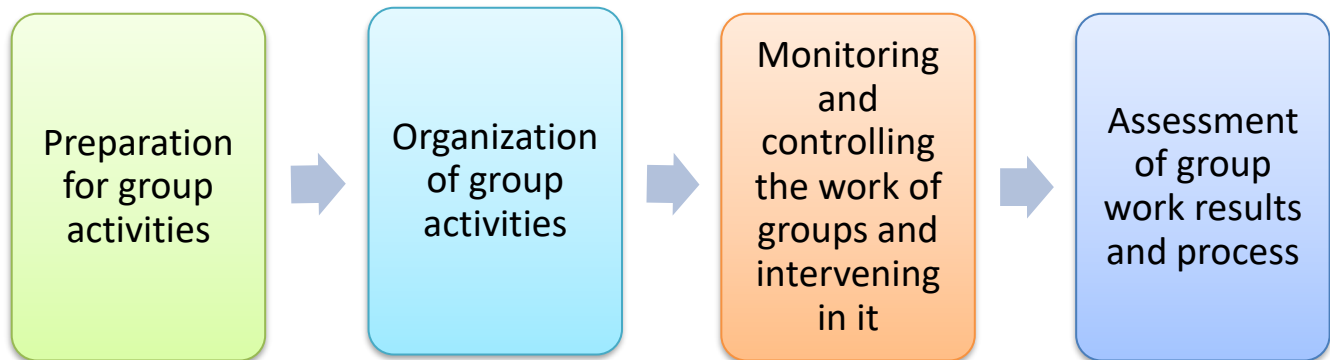 Preparation
for group
activities
Organization
of group
activities
Monitoring
and
controlling
the work of
groups and
intervening
in it
Assessment
of group
work results
and process